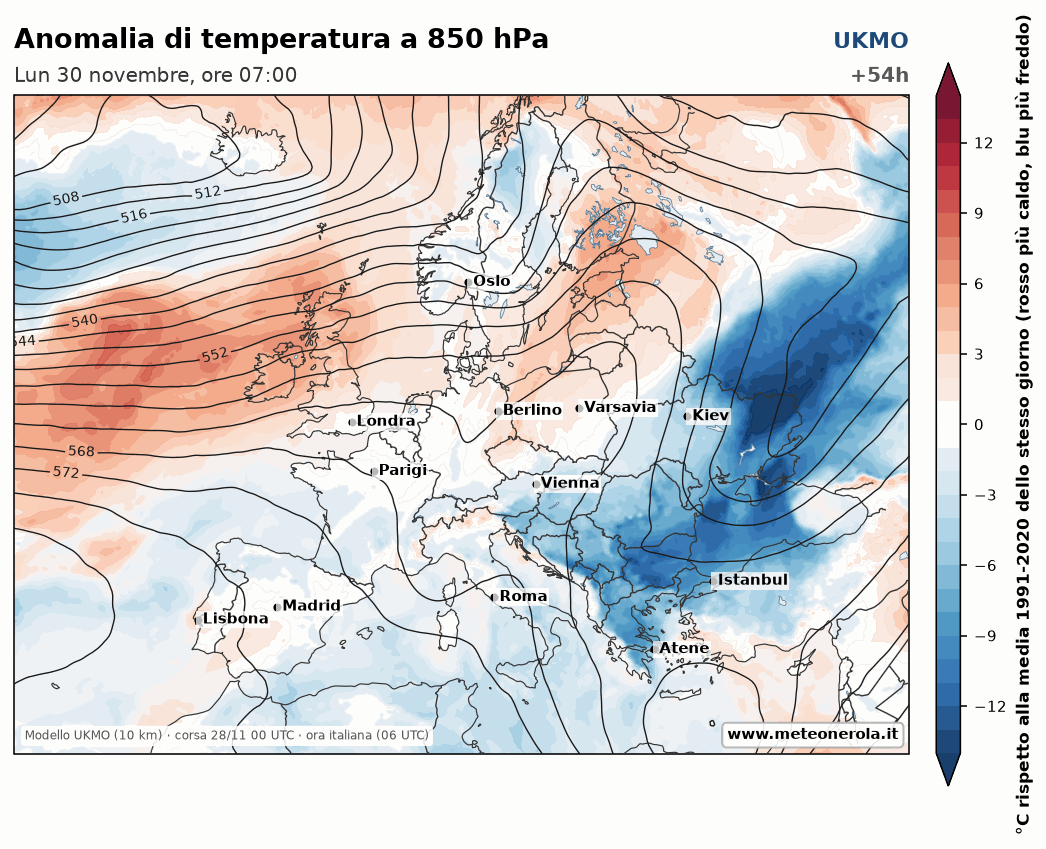 Anomalia di temperatura a 850 hPa
UKMO
Lun 30 novembre, ore 07:00
+54h
508
512
516
540
544
552
568
572
Oslo
Berlino
Varsavia
Kiev
Londra
Parigi
Vienna
Istanbul
Roma
Madrid
Lisbona
Atene
Modello UKMO (10 km) · corsa 28/11 00 UTC · ora italiana (06 UTC)
www.meteonerola.it
12
9
6
3
0
−3
−6
−9
−12
°C rispetto alla media 1991-2020 dello stesso giorno (rosso più caldo, blu più freddo)